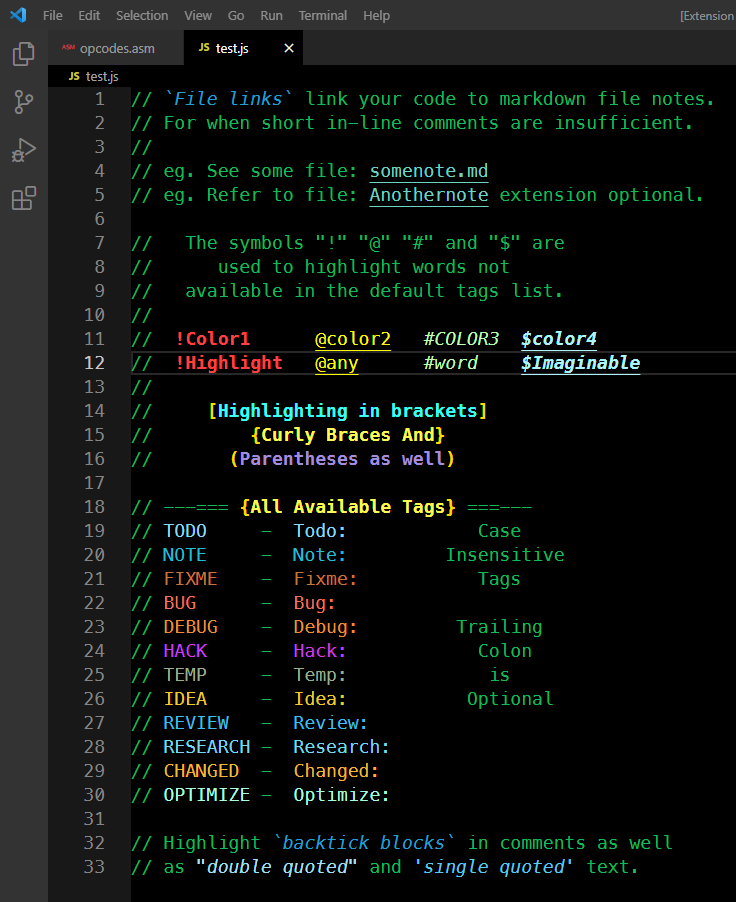 File Edit Selection View Go Run Terminal Help [Extension
ASM opcodes.asm JS test.js ×
JS test.js
1 // `File links` link your code to markdown file notes.
2 // For when short in-line comments are insufficient.
3 //
4 // eg. See some file: somenote.md
5 // eg. Refer to file: Anothernote extension optional.
6
7 // The symbols "!" "@" "#" and "$" are
8 // used to highlight words not
9 // available in the default tags list.
10 //
11 // !Color1 @color2 #COLOR3 $color4
12 // !Highlight @any #word $Imaginable
13 //
14 // [Highlighting in brackets]
15 // {Curly Braces And}
16 // (Parentheses as well)
17
18 // ---=== {All Available Tags} ===---
19 // TODO - Todo: Case
20 // NOTE - Note: Insensitive
21 // FIXME - Fixme: Tags
22 // BUG - Bug:
23 // DEBUG - Debug: Trailing
24 // HACK - Hack: Colon
25 // TEMP - Temp: is
26 // IDEA - Idea: Optional
27 // REVIEW - Review:
28 // RESEARCH - Research:
29 // CHANGED - Changed:
30 // OPTIMIZE - Optimize:
31
32 // Highlight `backtick blocks` in comments as well
33 // as "double quoted" and 'single quoted' text.